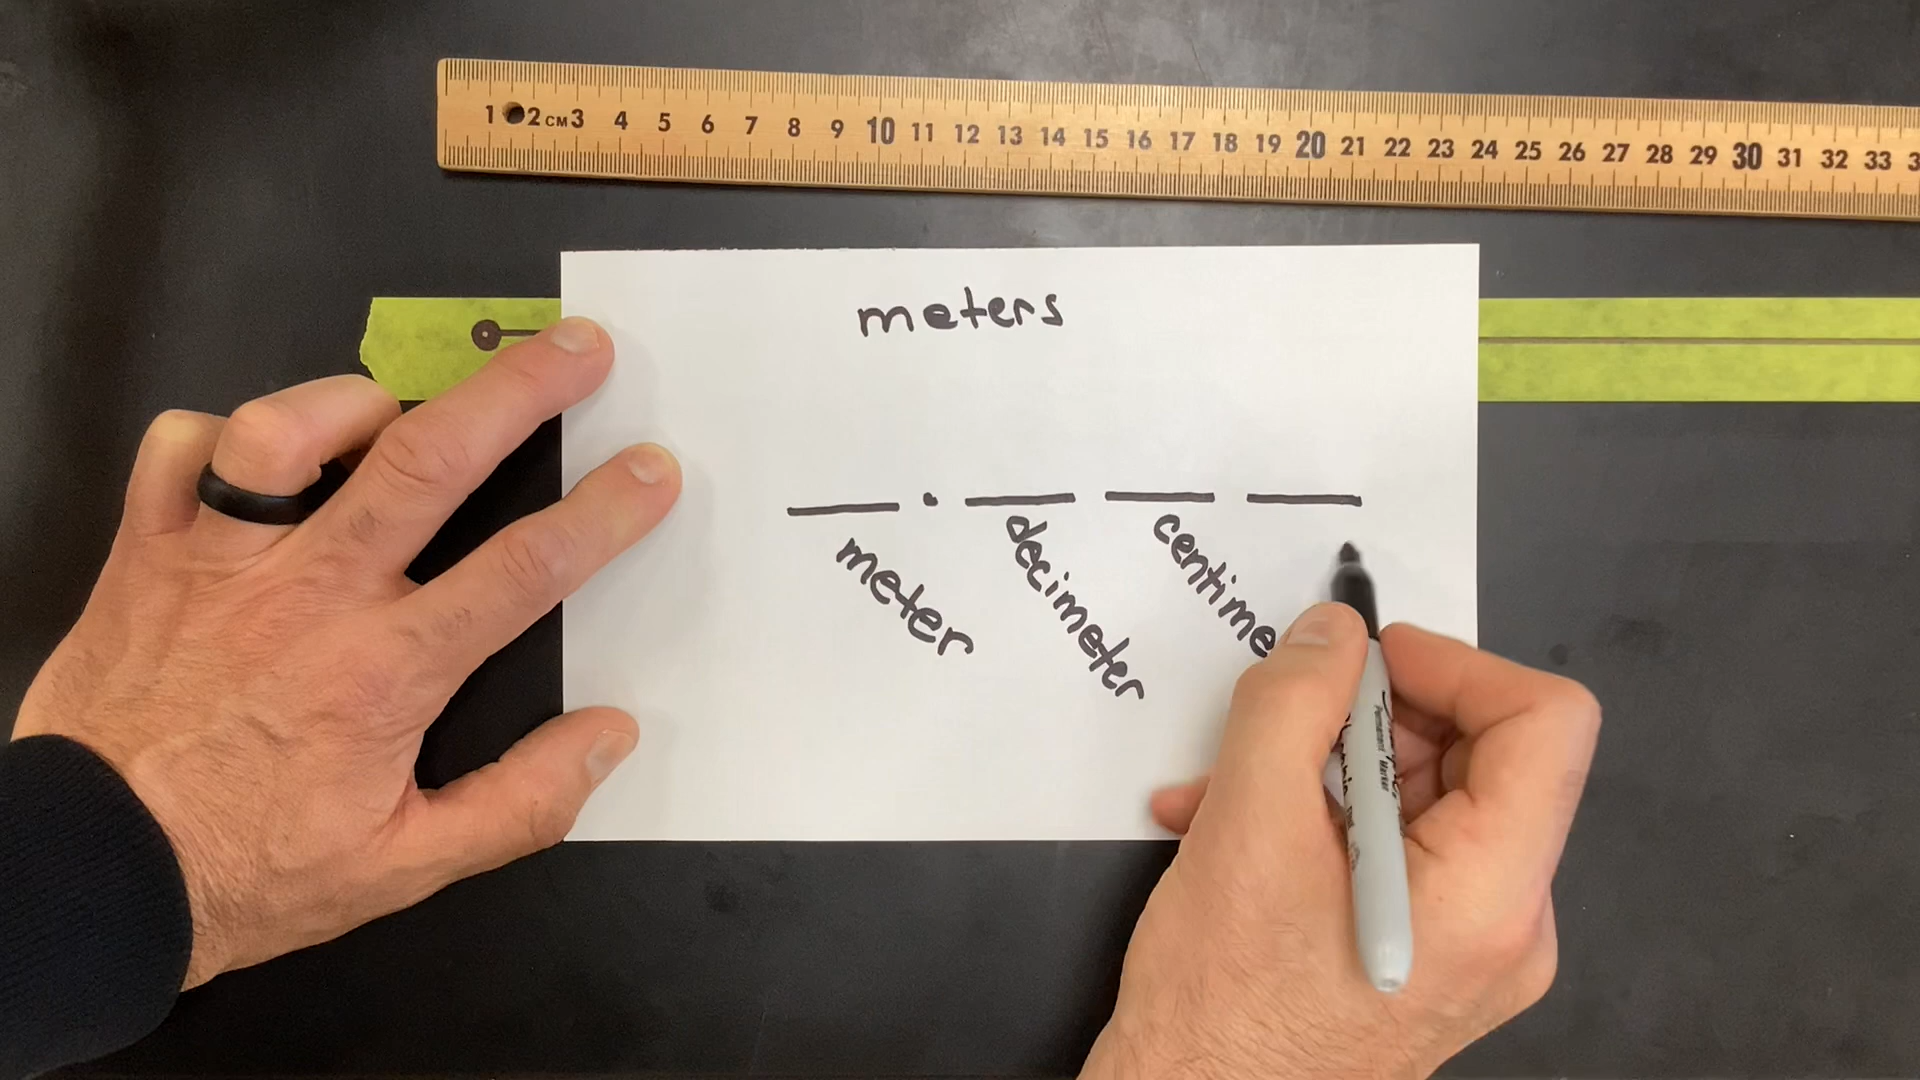 1 2 CM 3 4 5 6 7 8 9 10 11 12 13 14 15 16 17 18 19 20 21 22 23 24 25 26 27 28 29 30 31 32 33
meters
meter
decimeter
centime
Permanent Marker